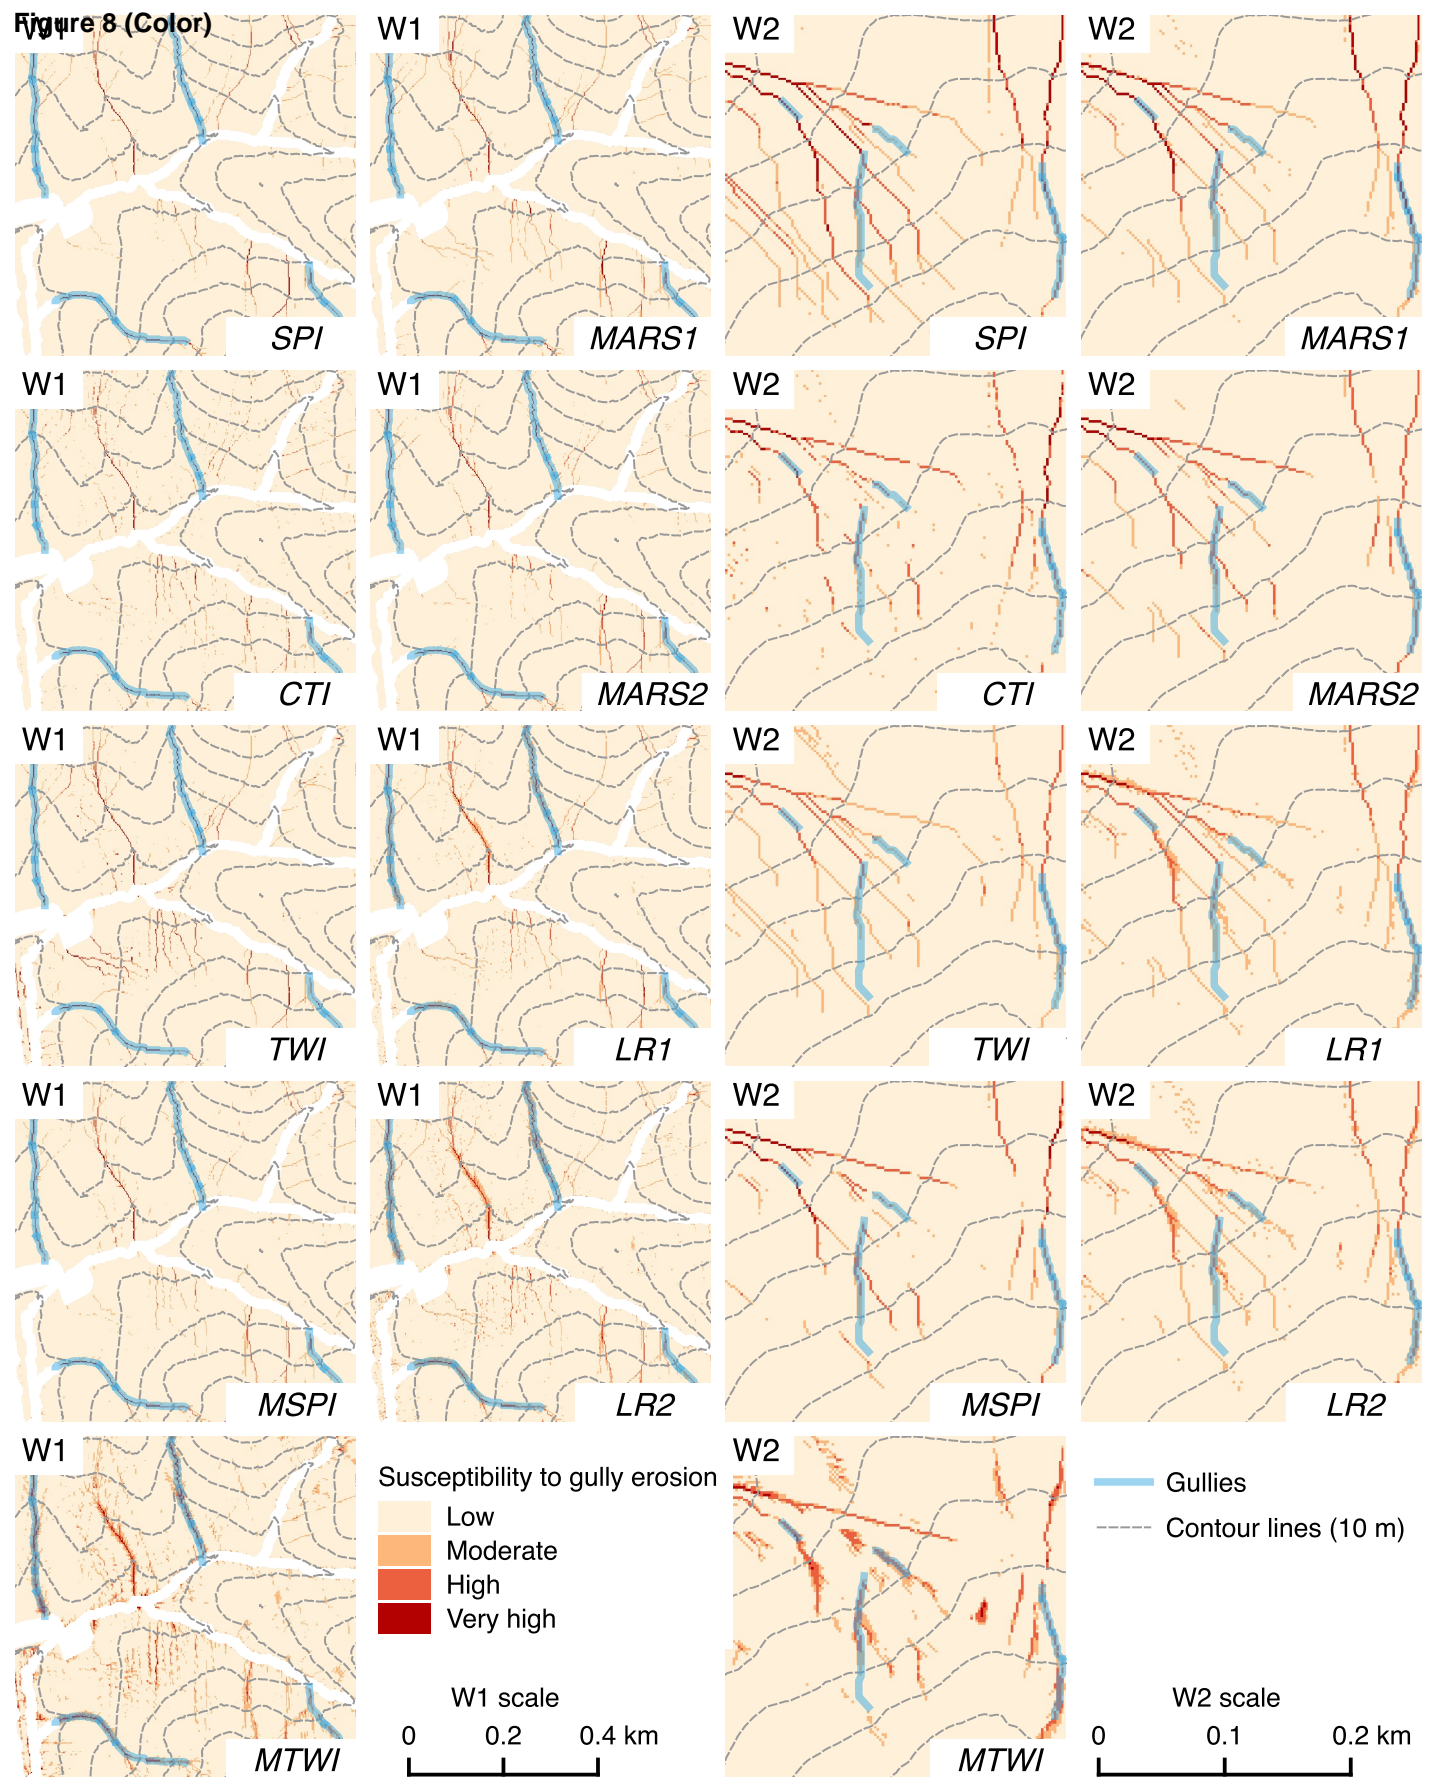 Figure 8 (Color)
W1 W1 W2 W2
SPI MARS1 SPI MARS1
W1 W1 W2 W2
CTI MARS2 CTI MARS2
W1 W1 W2 W2
TWI LR1 TWI LR1
W1 W1 W2 W2
MSPI LR2 MSPI LR2
W1 W2
Susceptibility to gully erosion
Low
Moderate
High
Very high
Gullies
Contour lines (10 m)
W1 scale
0 0.2 0.4 km
W2 scale
0 0.1 0.2 km
MTWI MTWI